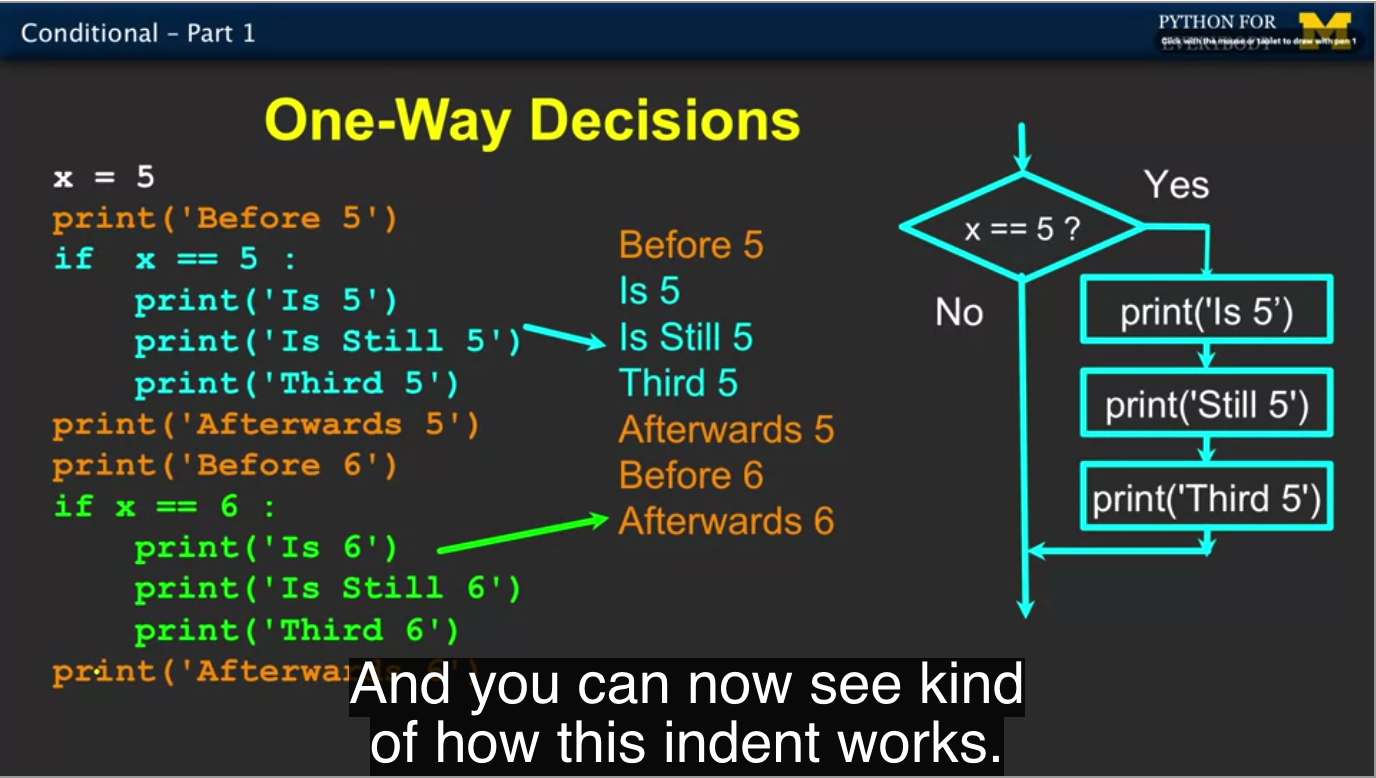 Conditional – Part 1
PYTHON FOR
EVERYBODY
Click with the mouse or tablet to draw with pen 1
One-Way Decisions
x = 5
print('Before 5')
if  x == 5 :
    print('Is 5')
    print('Is Still 5')
    print('Third 5')
print('Afterwards 5')
print('Before 6')
if x == 6 :
    print('Is 6')
    print('Is Still 6')
    print('Third 6')
print('Afterwards 6')
Before 5
Is 5
Is Still 5
Third 5
Afterwards 5
Before 6
Afterwards 6
x == 5 ?
Yes
No
print('Is 5’)
print('Still 5')
print('Third 5')
And you can now see kind
of how this indent works.